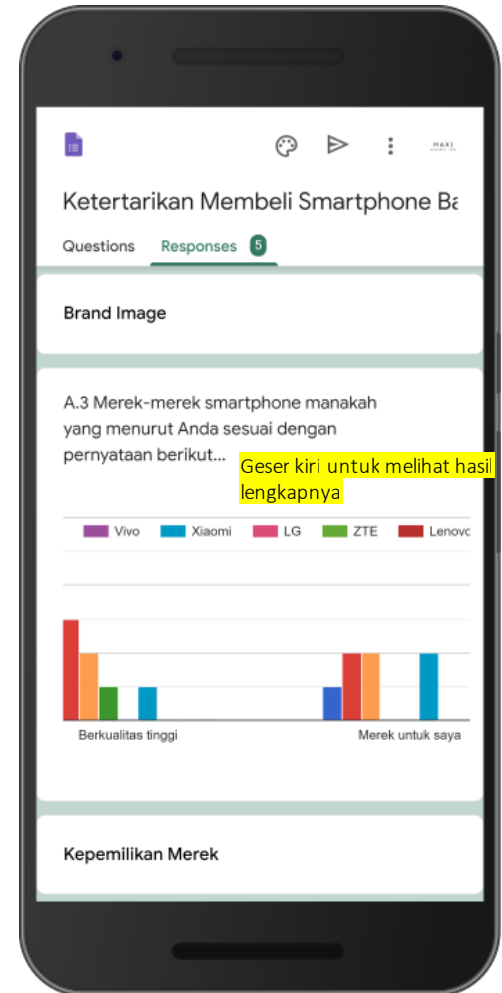 MAXI
Ketertarikan Membeli Smartphone Ba
Questions Responses 5
Brand Image
A.3 Merek-merek smartphone manakah
yang menurut Anda sesuai dengan
pernyataan berikut...
Geser kiri untuk melihat hasil
lengkapnya
Vivo Xiaomi LG ZTE Lenovo
Berkualitas tinggi Merek untuk saya
Kepemilikan Merek